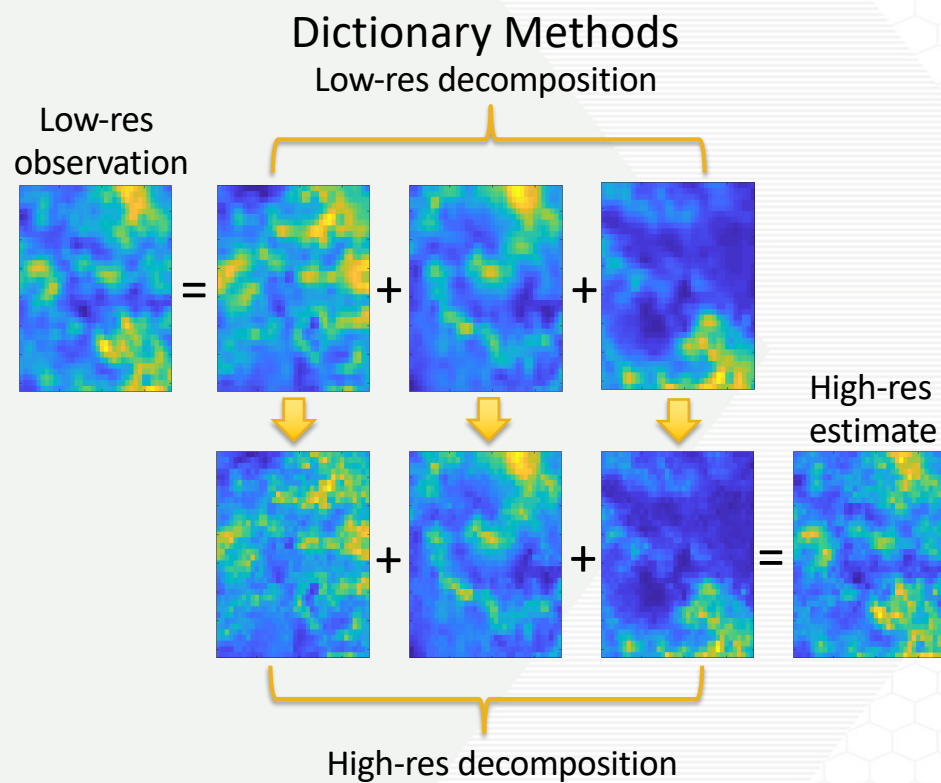 Dictionary Methods
Low-res decomposition
Low-res
observation
= + +
High-res
estimate
+ + =
High-res decomposition